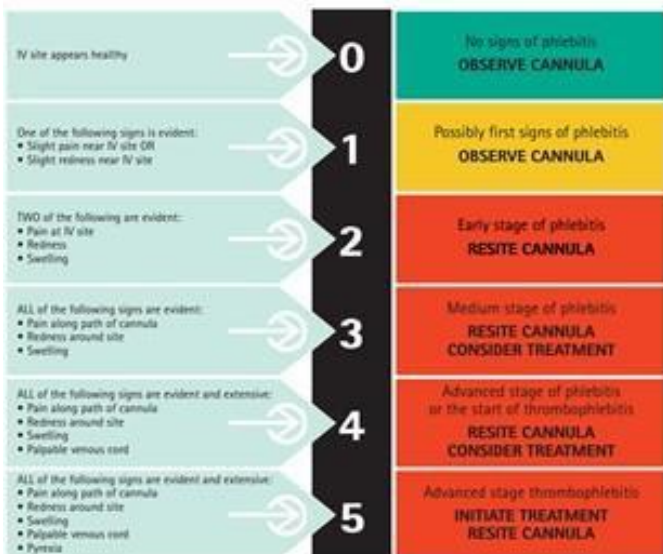 IV site appears healthy
0
No signs of phlebitis
OBSERVE CANNULA
One of the following signs is evident:
• Slight pain near IV site OR
• Slight redness near IV site
1
Possibly first signs of phlebitis
OBSERVE CANNULA
TWO of the following are evident:
• Pain at IV site
• Redness
• Swelling
2
Early stage of phlebitis
RESITE CANNULA
ALL of the following signs are evident:
• Pain along path of cannula
• Redness around site
• Swelling
3
Medium stage of phlebitis
RESITE CANNULA
CONSIDER TREATMENT
ALL of the following signs are evident and extensive:
• Pain along path of cannula
• Redness around site
• Swelling
• Palpable venous cord
4
Advanced stage of phlebitis
or the start of thrombophlebitis
RESITE CANNULA
CONSIDER TREATMENT
ALL of the following signs are evident and extensive:
• Pain along path of cannula
• Redness around site
• Swelling
• Palpable venous cord
• Pyrexia
5
Advanced stage thrombophlebitis
INITIATE TREATMENT
RESITE CANNULA